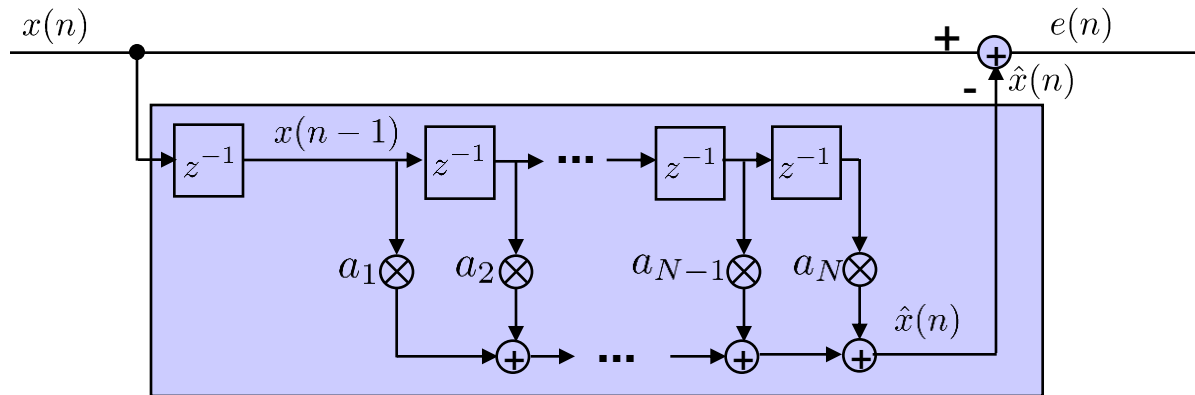 x(n) + e(n)
- x̂(n)
z⁻¹ x(n − 1) z⁻¹ ... z⁻¹ z⁻¹
a₁ a₂ a_{N−1} a_N
x̂(n)
+ ... + +